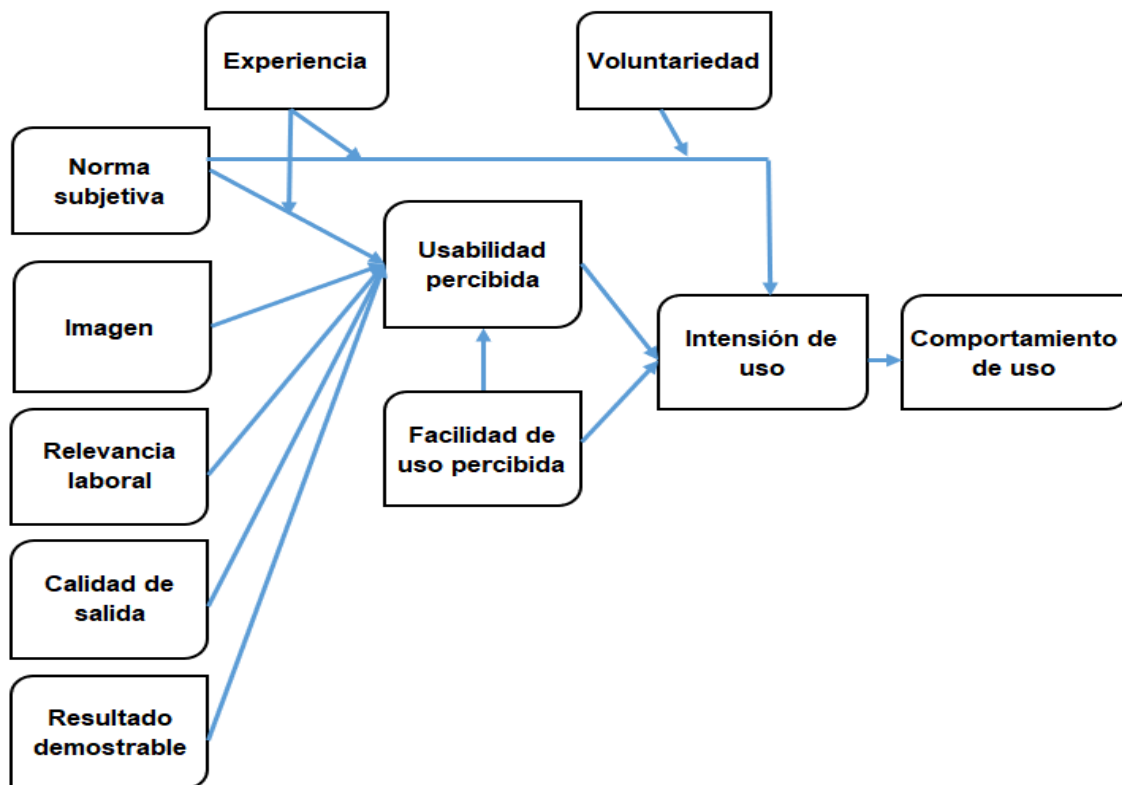 Experiencia
Voluntariedad
Norma
subjetiva
Usabilidad
percibida
Imagen
Intensión de
uso
Comportamiento
de uso
Facilidad de
uso percibida
Relevancia
laboral
Calidad de
salida
Resultado
demostrable